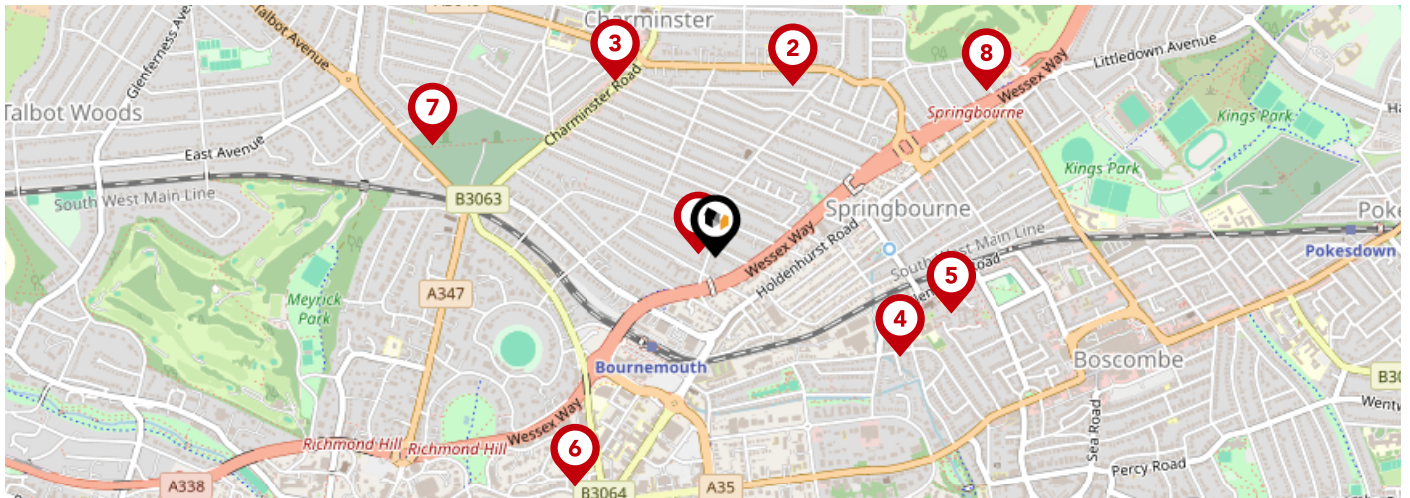 Charminster
Talbot Avenue
Glenferness Ave
3
2
8
Wessex Way
Littledown Avenue
Charminster Road
7
Talbot Woods
Springbourne
Kings Park
East Avenue
Kings Park
South West Main Line
B3063
Springbourne
Poke
Wessex Way
Holdenhurst Road
South West Main Line
Road
Pokesdown
5
A347
Meyrick
Park
4
Bournemouth
Boscombe
B30
Wentw
Sea Road
Wessex Way
Richmond Hill
Richmond Hill
6
Percy Road
A338
B3064
A35